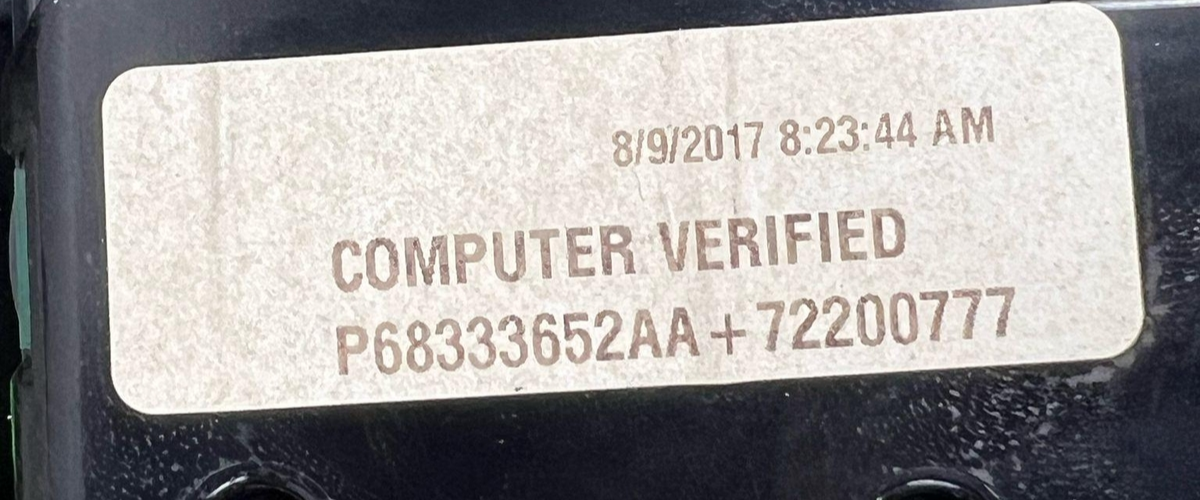 8/9/2017 8:23:44 AM
COMPUTER VERIFIED
P68333652AA+72200777